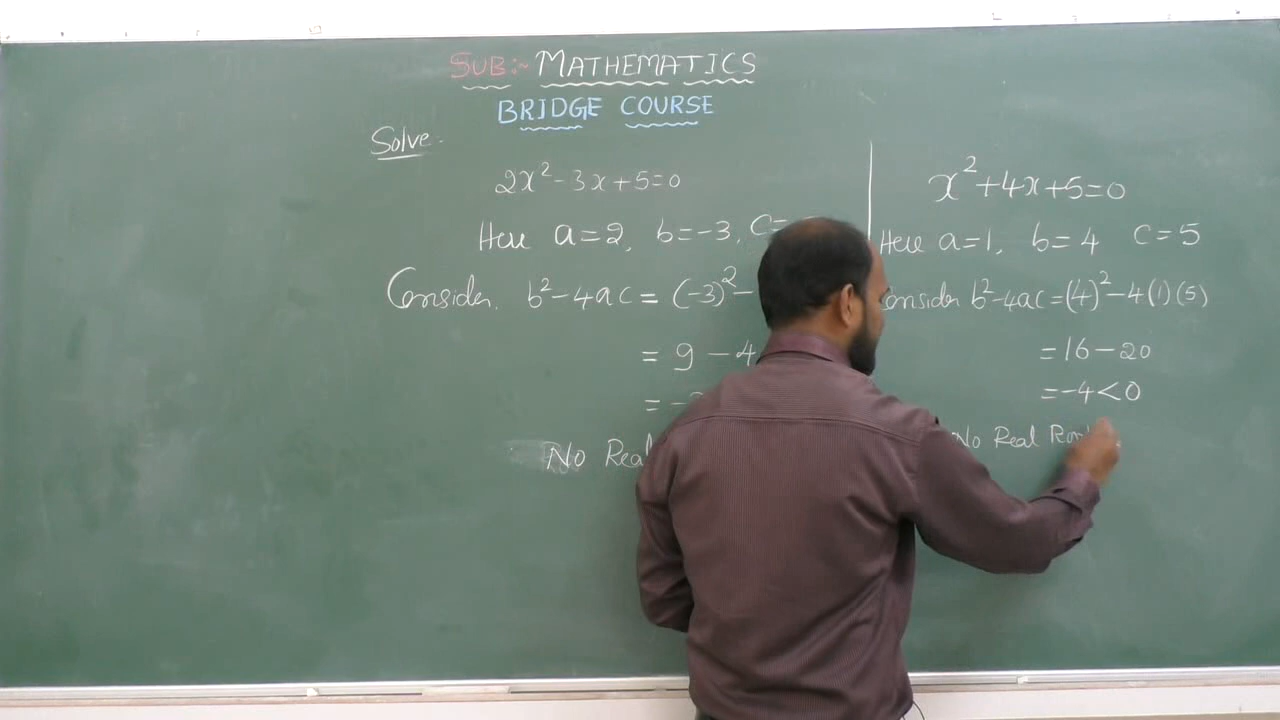 SUB:- MATHEMATICS
BRIDGE COURSE
Solve:
2x²-3x+5=0
Here a=2, b=-3, c=
Consider b²-4ac = (-3)²-
= 9 - 4
= -
No Real
x²+4x+5=0
Here a=1, b=4 c=5
Consider b²-4ac=(4)²-4(1)(5)
=16-20
=-4<0
No Real